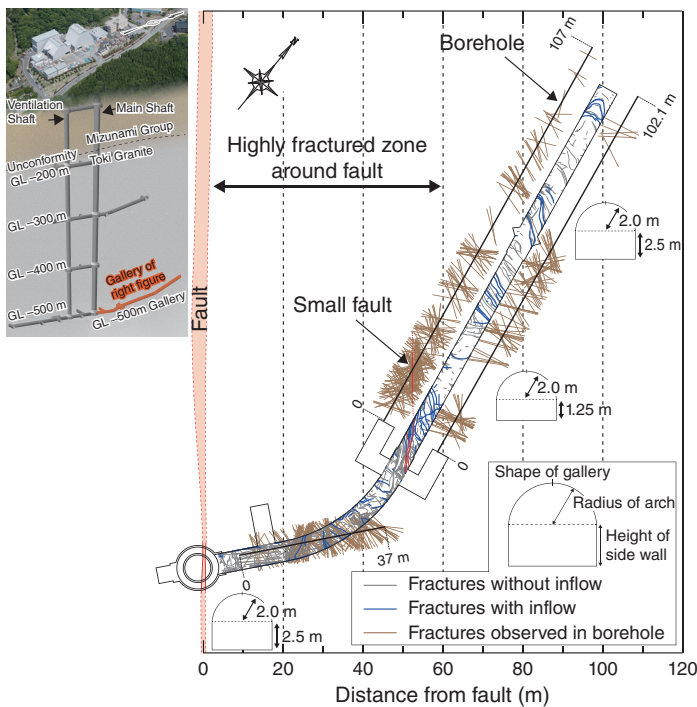 Ventilation
Shaft
Main Shaft
Mizunami Group
Unconformity
Toki Granite
GL −200 m
GL −300 m
GL −400 m
Gallery of
right figure
GL −500 m
GL −500m Gallery
Fault
Borehole
107 m
102.1 m
Highly fractured zone
around fault
2.0 m
2.5 m
Small fault
2.0 m
1.25 m
0
0
Shape of gallery
Radius of arch
Height of
side wall
37 m
0
2.0 m
2.5 m
Fractures without inflow
Fractures with inflow
Fractures observed in borehole
0 20 40 60 80 100 120
Distance from fault (m)